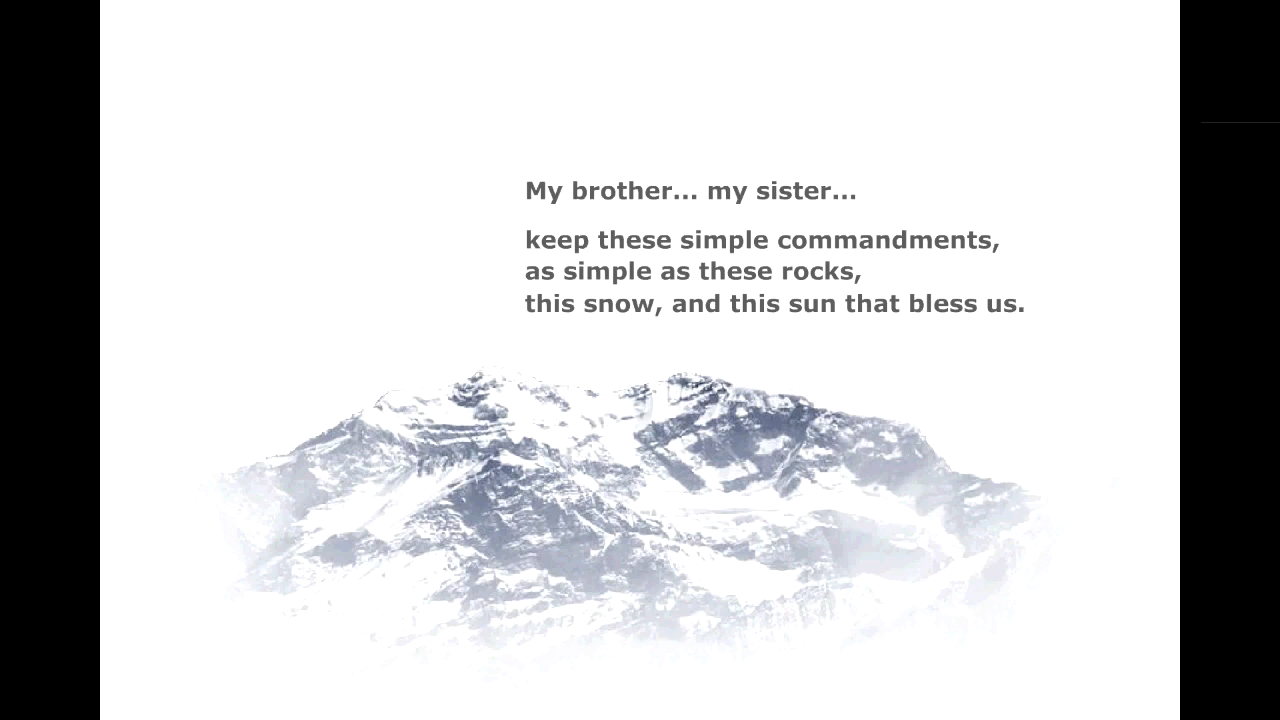 My brother... my sister...
keep these simple commandments,
as simple as these rocks,
this snow, and this sun that bless us.